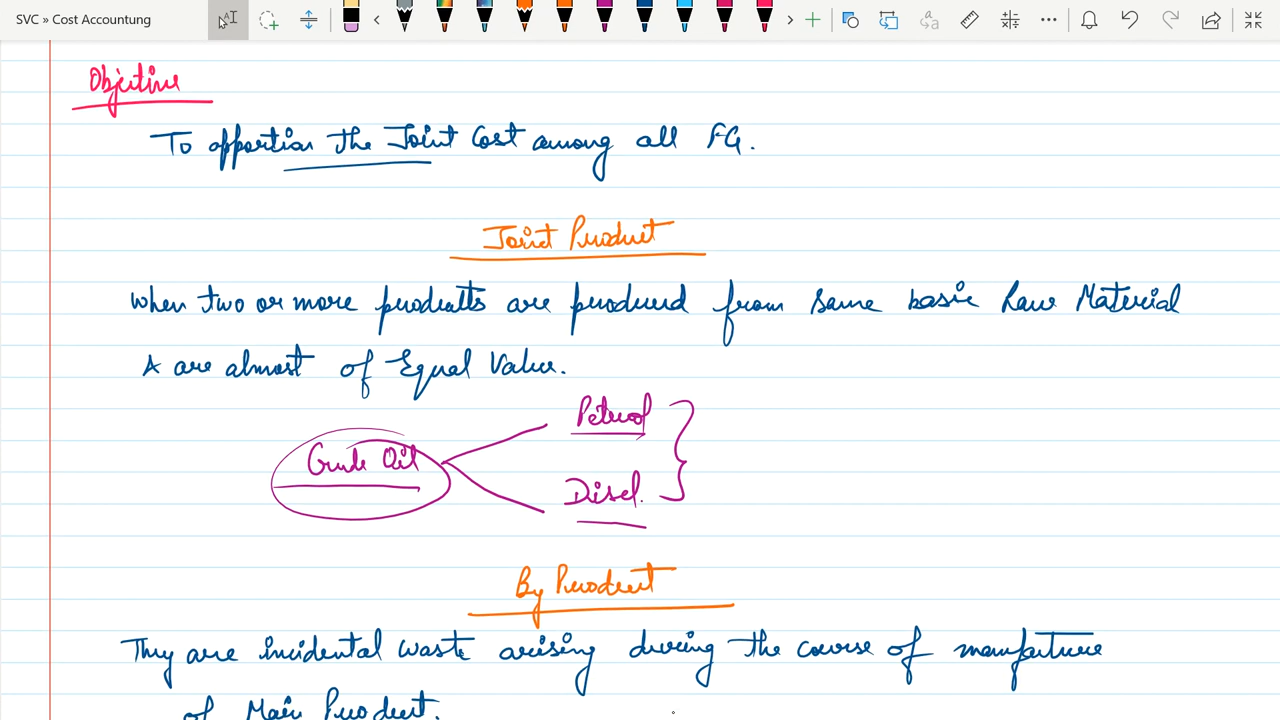 SVC » Cost Accountung
Objective
To apportion the Joint Cost among all FG.
Joint Product
When two or more products are produced from same basic Raw Material
& are almost of Equal Value.
Petrol
Crude Oil
Disel.
By Product
They are incidental waste arising during the course of manufacture
of Main Product.